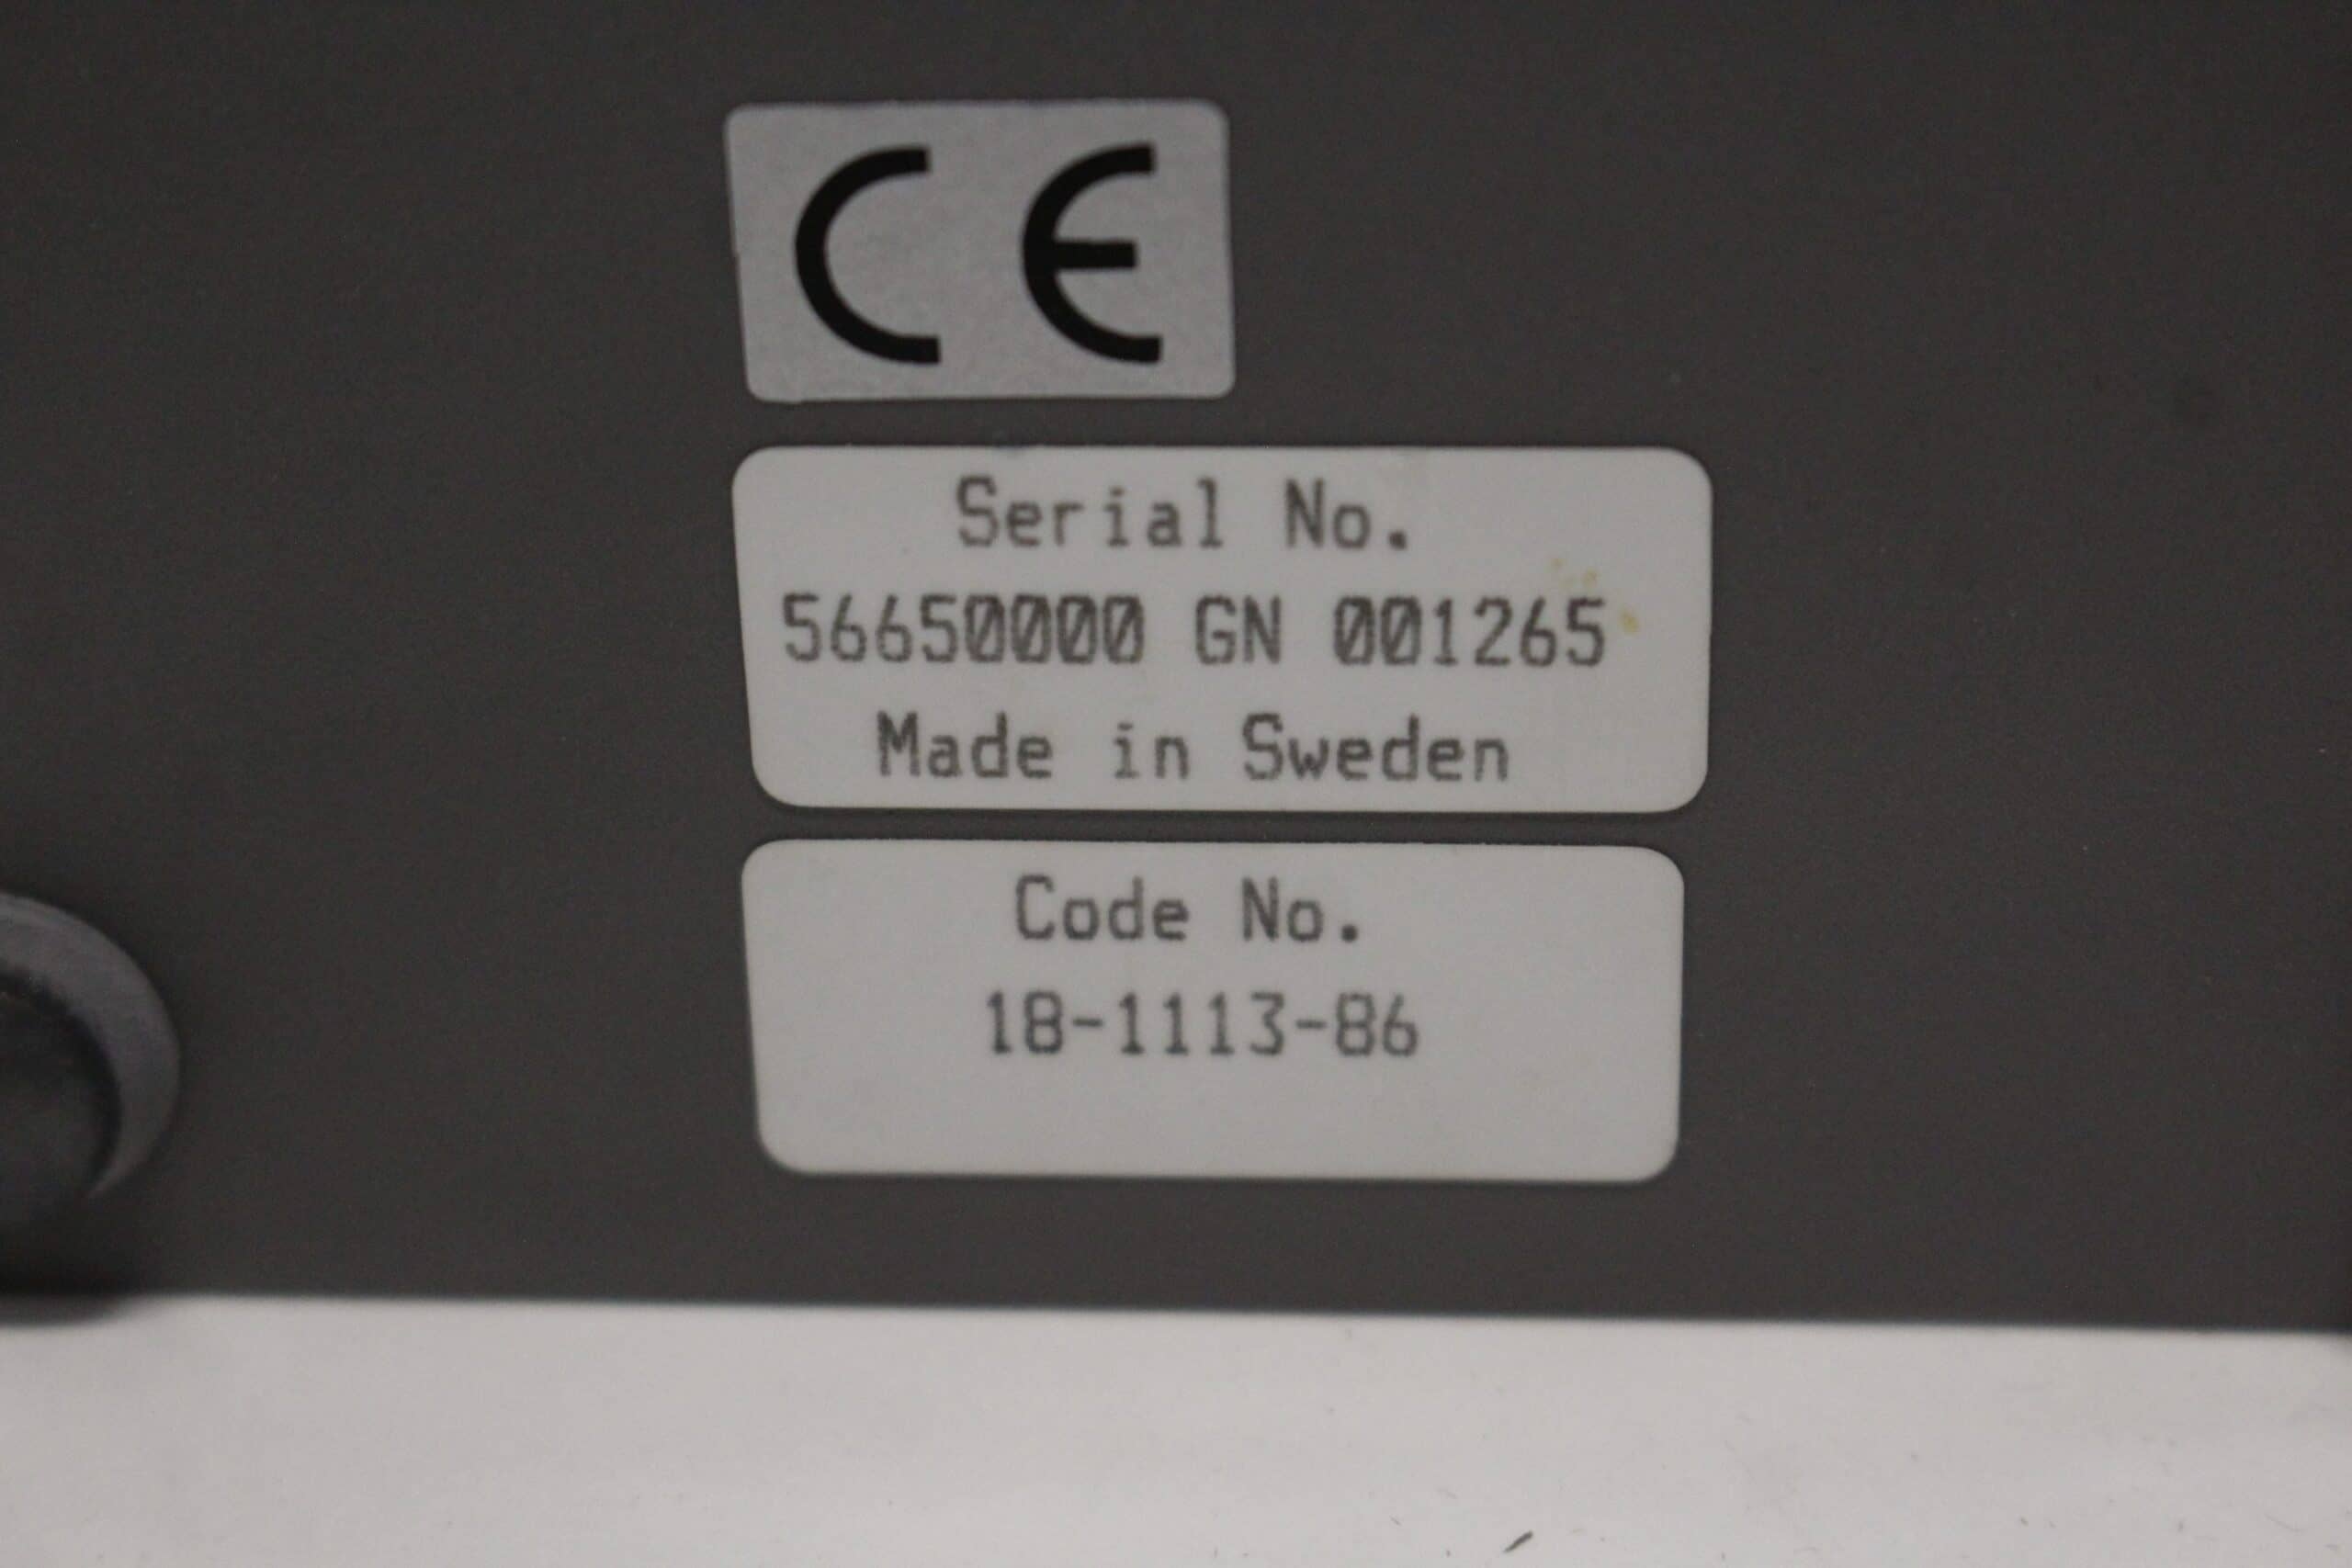 CE
Serial No.
56650000 GN 001265
Made in Sweden
Code No.
18-1113-86